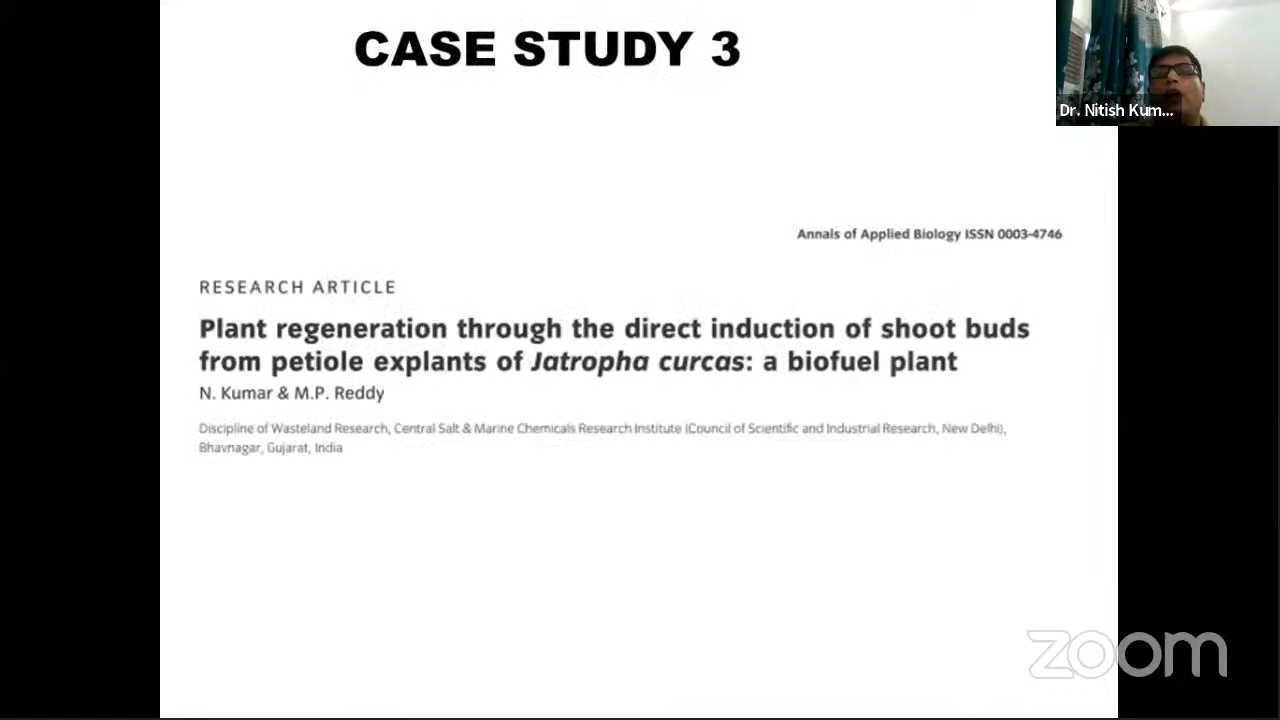 CASE STUDY 3
Dr. Nitish Kum...
Annals of Applied Biology ISSN 0003-4746
RESEARCH ARTICLE
Plant regeneration through the direct induction of shoot buds
from petiole explants of Jatropha curcas: a biofuel plant
N. Kumar & M.P. Reddy
Discipline of Wasteland Research, Central Salt & Marine Chemicals Research Institute (Council of Scientific and Industrial Research, New Delhi),
Bhavnagar, Gujarat, India
zoom